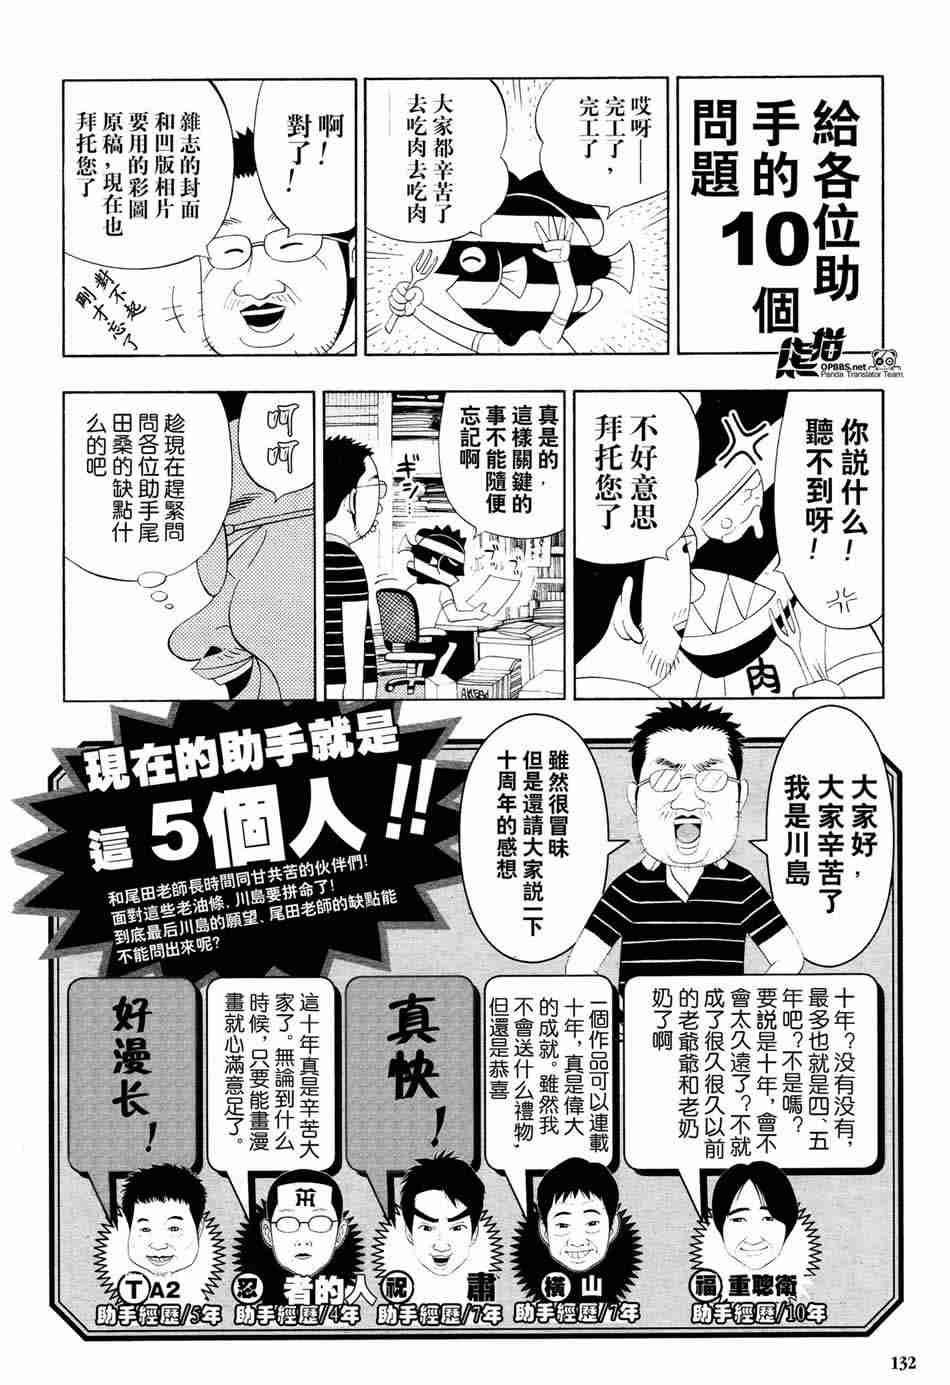 給各位助
手的10個
問題
熊猫
OPBBS.net
Panda Translator Team.
哎呀——
完工了,
完工了
大家都辛苦了
去吃肉去吃肉
——
啊!
對了!
雜志的封面
和凹版相片
要用的彩圖
原稿,現在也
拜托您了
對不起
剛才忘了
你説什么!
聽不到呀!
不好意思
拜托您了
肉
真是的,
這樣關鍵的
事不能隨便
忘記啊
ギシ
AKB48
呵
呵
趁現在趕緊問
問各位助手尾
田桑的缺點什
么的吧
現在的助手就是
這5個人!!
和尾田老師長時間同甘共苦的伙伴們!
面對這些老油條、川島要拼命了!
到底最后川島的願望、尾田老師的缺點能
不能問出來呢?
大家好,
大家辛苦了
我是川島
雖然很冒昧
但是還請大家説一下
十周年的感想
十年?没有没有,
最多也就是四、五
年吧?不是嗎?
要説是十年,會不
會太久遠了?不就
成了很久很久以前
的老爺爺和老奶
奶了啊
福 重聰衛
助手經歷/10年
一個作品可以連載
十年,真是偉大
的成就。雖然我
不會送什么禮物,
但還是恭喜
橫 山
助手經歷/7年
真快!
祝 肅
助手經歷/7年
這十年真是辛苦大
家了。無論到什么
時候,只要能畫漫
畫就心滿意足了。
忍 者的人
助手經歷/4年
好漫长!
T A2
助手經歷/5年
132